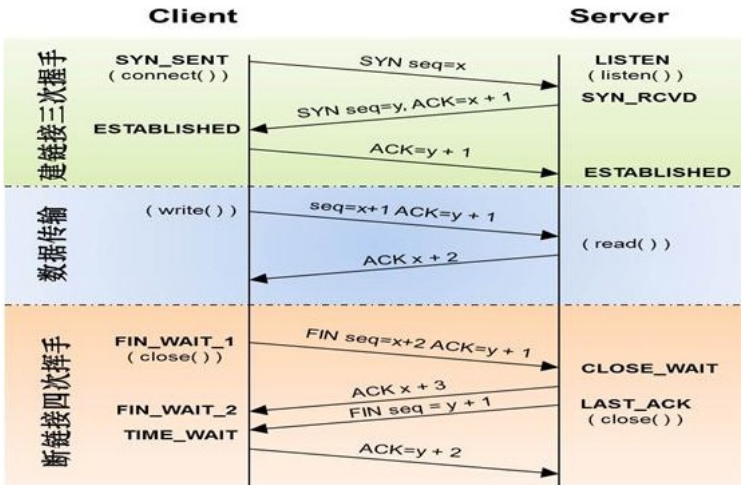 Client Server
建链接三次握手
SYN_SENT
( connect( ) )
SYN seq=x
LISTEN
( listen( ) )
SYN_RCVD
SYN seq=y, ACK=x + 1
ESTABLISHED
ACK=y + 1
ESTABLISHED
数据传输
( write( ) )
seq=x+1 ACK=y + 1
( read( ) )
ACK x + 2
断链接四次挥手
FIN_WAIT_1
( close( ) )
FIN seq=x+2 ACK=y + 1
CLOSE_WAIT
ACK x + 3
FIN_WAIT_2
FIN seq = y + 1
LAST_ACK
( close( ) )
TIME_WAIT
ACK=y + 2